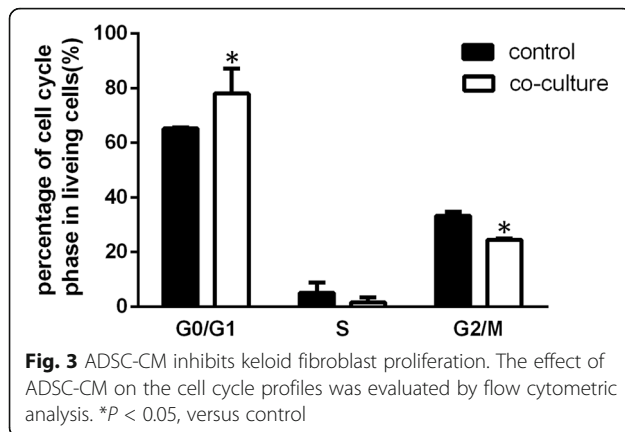 percentage of cell cycle
phase in liveing cells(%)
100
80
60
40
20
0
*
*
control
co-culture
G0/G1 S G2/M
Fig. 3 ADSC-CM inhibits keloid fibroblast proliferation. The effect of
ADSC-CM on the cell cycle profiles was evaluated by flow cytometric
analysis. *P < 0.05, versus control